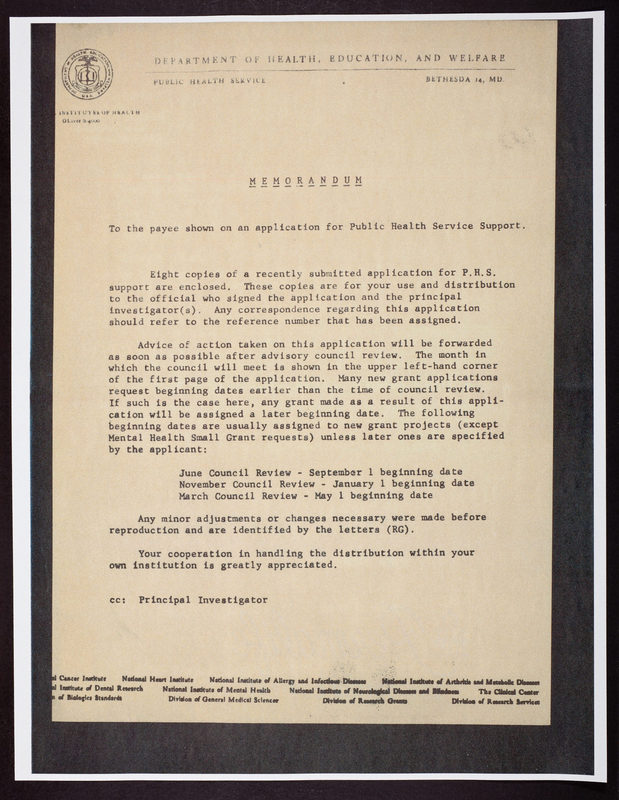 DEPARTMENT OF HEALTH, EDUCATION, AND WELFARE
PUBLIC HEALTH SERVICE BETHESDA 14, MD.
INSTITUTES OF HEALTH
OLiver 6-4000
MEMORANDUM
To the payee shown on an application for Public Health Service Support.
Eight copies of a recently submitted application for P.H.S.
support are enclosed. These copies are for your use and distribution
to the official who signed the application and the principal
investigator(s). Any correspondence regarding this application
should refer to the reference number that has been assigned.
Advice of action taken on this application will be forwarded
as soon as possible after advisory council review. The month in
which the council will meet is shown in the upper left-hand corner
of the first page of the application. Many new grant applications
request beginning dates earlier than the time of council review.
If such is the case here, any grant made as a result of this appli-
cation will be assigned a later beginning date. The following
beginning dates are usually assigned to new grant projects (except
Mental Health Small Grant requests) unless later ones are specified
by the applicant:
June Council Review - September 1 beginning date
November Council Review - January 1 beginning date
March Council Review - May 1 beginning date
Any minor adjustments or changes necessary were made before
reproduction and are identified by the letters (RG).
Your cooperation in handling the distribution within your
own institution is greatly appreciated.
cc: Principal Investigator
al Cancer Institute National Heart Institute National Institute of Allergy and Infectious Diseases National Institute of Arthritis and Metabolic Diseases
al Institute of Dental Research National Institute of Mental Health National Institute of Neurological Diseases and Blindness The Clinical Center
n of Biologics Standards Division of General Medical Sciences Division of Research Grants Division of Research Services